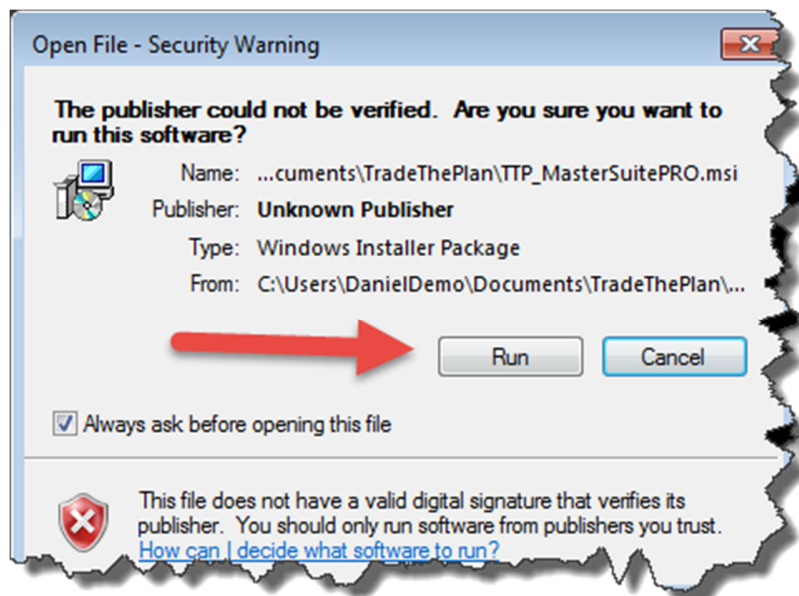 Open File - Security Warning
The publisher could not be verified.  Are you sure you want to
run this software?
Name: ...cuments\TradeThePlan\TTP_MasterSuitePRO.msi
Publisher: Unknown Publisher
Type: Windows Installer Package
From: C:\Users\DanielDemo\Documents\TradeThePlan\...
Run Cancel
Always ask before opening this file
This file does not have a valid digital signature that verifies its
publisher.  You should only run software from publishers you trust.
How can I decide what software to run?